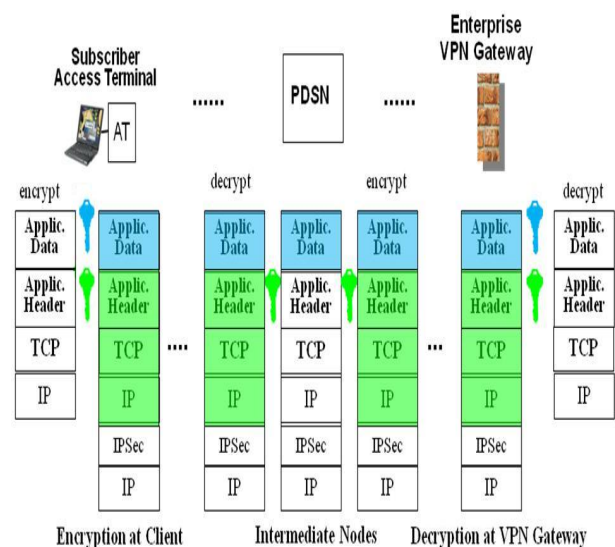 Subscriber
Access Terminal
AT
......
PDSN
......
Enterprise
VPN Gateway
encrypt
decrypt
encrypt
decrypt
Applic. Data
Applic. Header
TCP
IP
Applic. Data
Applic. Header
TCP
IP
IPSec
IP
....
Applic. Data
Applic. Header
TCP
IP
IPSec
IP
Applic. Data
Applic. Header
TCP
IP
IPSec
IP
Applic. Data
Applic. Header
TCP
IP
IPSec
IP
...
Applic. Data
Applic. Header
TCP
IP
IPSec
IP
Applic. Data
Applic. Header
TCP
IP
Encryption at Client
Intermediate Nodes
Decryption at VPN Gateway